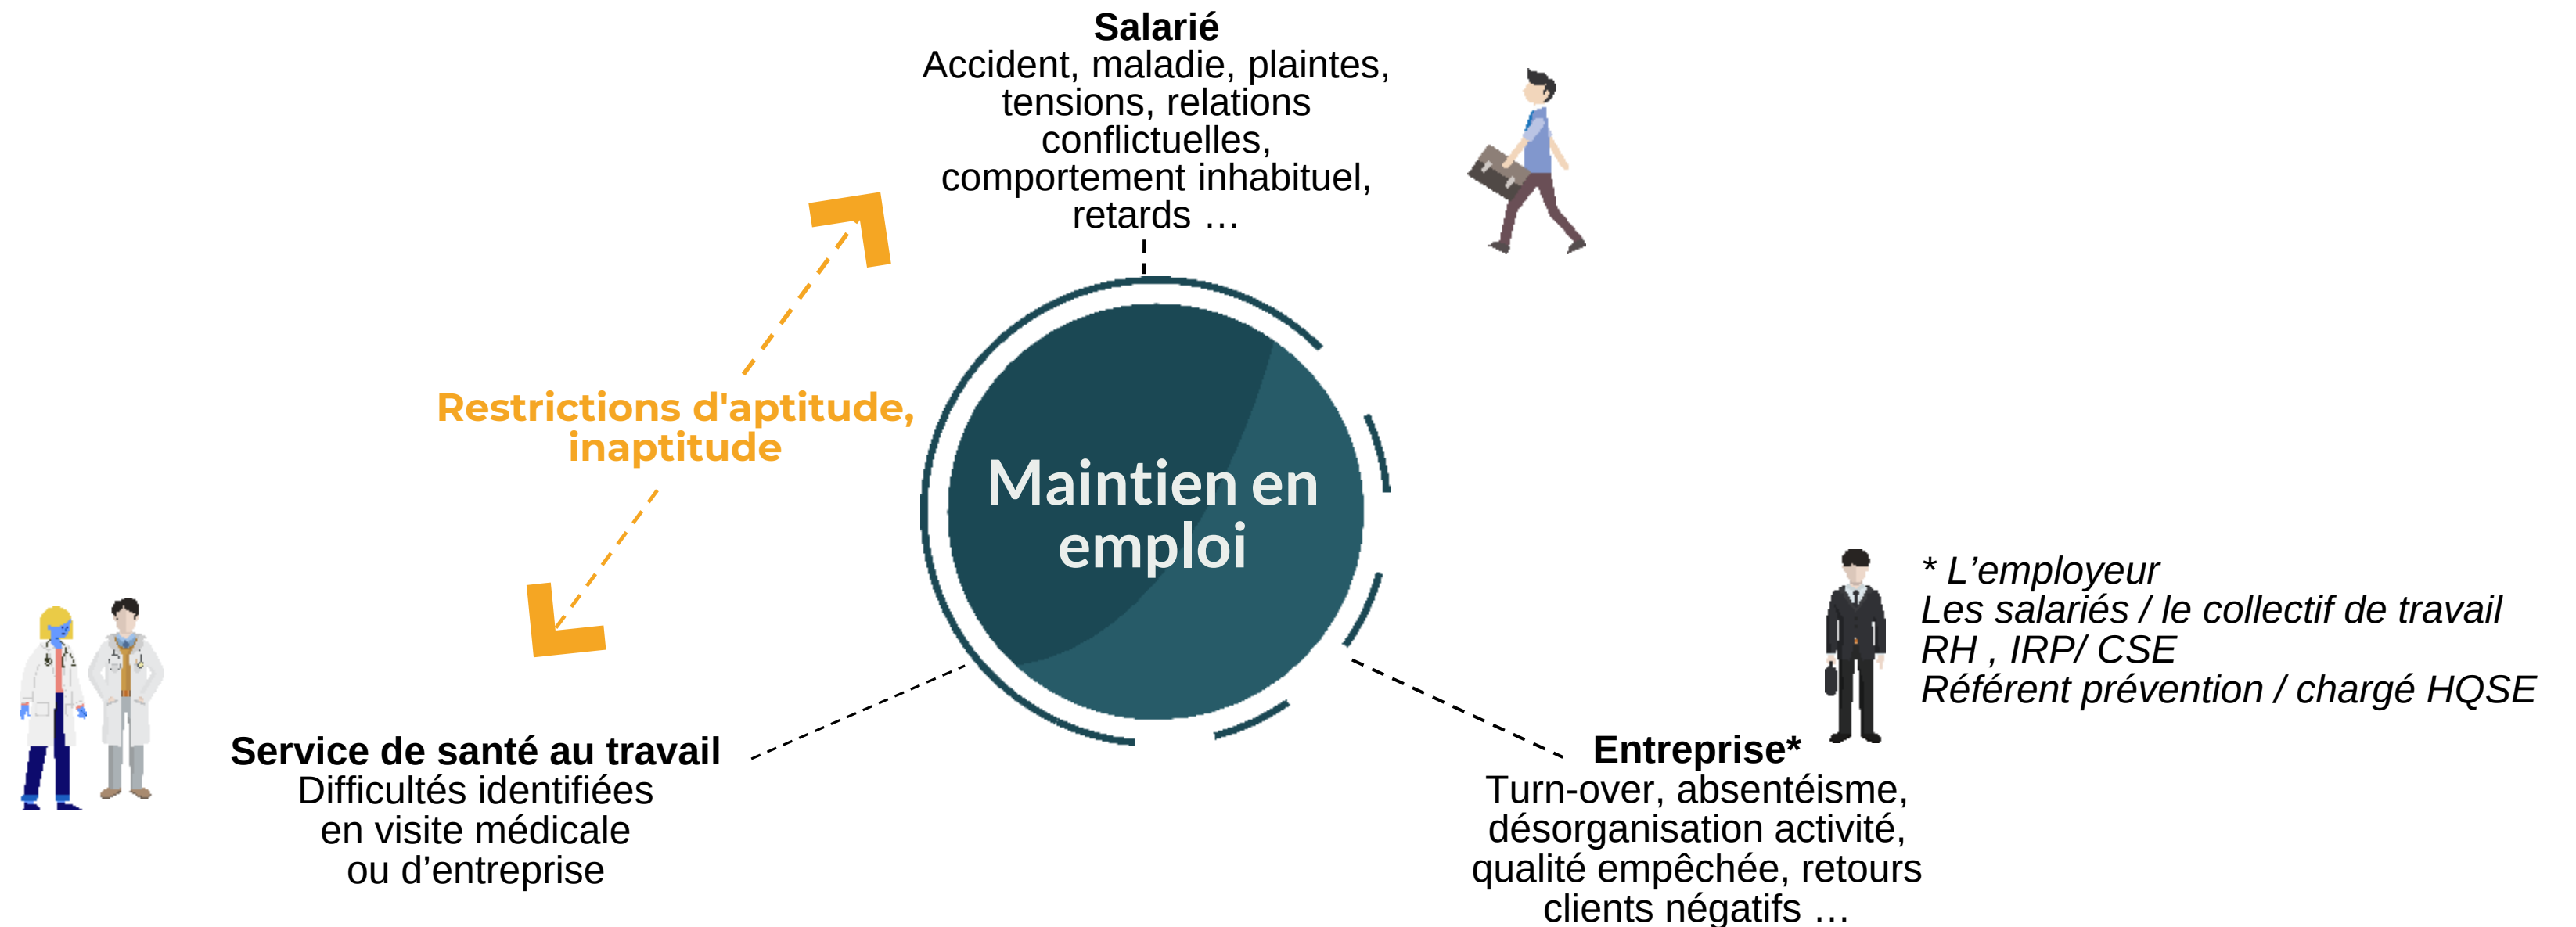 Salarié
Accident, maladie, plaintes,
tensions, relations
conflictuelles,
comportement inhabituel,
retards …
Restrictions d'aptitude,
inaptitude
Maintien en
emploi
* L’employeur
Les salariés / le collectif de travail
RH , IRP/ CSE
Référent prévention / chargé HQSE
Service de santé au travail
Difficultés identifiées
en visite médicale
ou d’entreprise
Entreprise*
Turn-over, absentéisme,
désorganisation activité,
qualité empêchée, retours
clients négatifs …